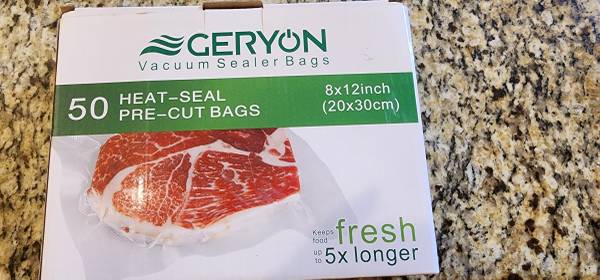 GERYON
Vacuum Sealer Bags
50 HEAT-SEAL PRE-CUT BAGS
8x12inch
(20x30cm)
Keeps food fresh
up to 5x longer